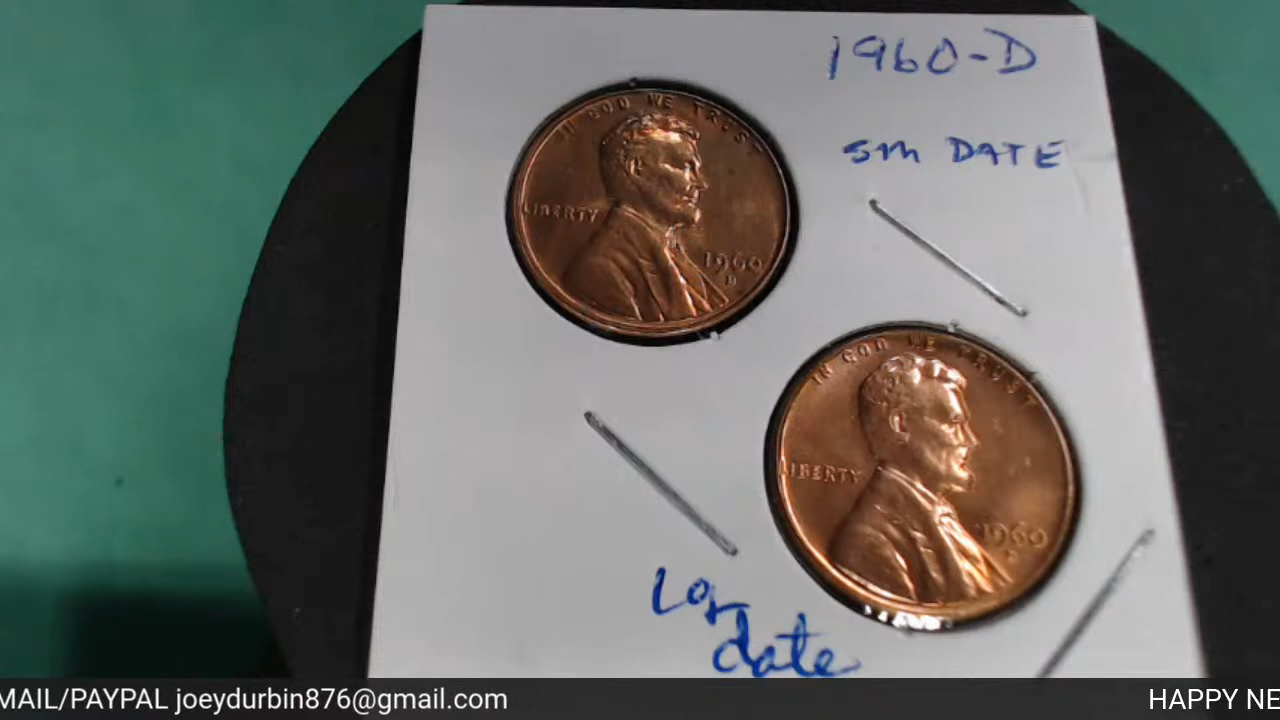 1960-D
sm DATE
IN GOD WE TRUST
LIBERTY
1960
D
IN GOD WE TRUST
LIBERTY
1960
D
Lg
date
MAIL/PAYPAL joeydurbin876@gmail.com
HAPPY NE